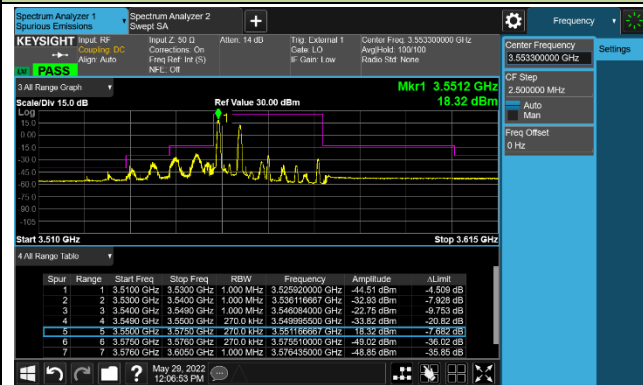 Spectrum Analyzer 1
Spurious Emissions
Spectrum Analyzer 2
Swept SA
Frequency
KEYSIGHT
Input: RF
Coupling: DC
Align: Auto
Input Z: 50 Ω
Corrections: On
Freq Ref: Int (S)
NFE: Off
Atten: 14 dB
Trig: External 1
Gate: LO
IF Gain: Low
Center Freq: 3.553300000 GHz
Avg|Hold: 100/100
Radio Std: None
PASS
Center Frequency
3.553300000 GHz
Settings
CF Step
2.500000 MHz
Auto
Man
Freq Offset
0 Hz
3 All Range Graph
Mkr1 3.5512 GHz
Scale/Div 15.0 dB
Ref Value 30.00 dBm
18.32 dBm
Log
15.0
0.00
-15.0
-30.0
-45.0
-60.0
-75.0
-90.0
-105
1
Start 3.510 GHz
Stop 3.615 GHz
4 All Range Table
Spur Range Start Freq Stop Freq RBW Frequency Amplitude ΔLimit
1 1 3.5100 GHz 3.5300 GHz 1.000 MHz 3.525920000 GHz -44.51 dBm -4.509 dB
2 2 3.5300 GHz 3.5400 GHz 1.000 MHz 3.536116667 GHz -32.93 dBm -7.928 dB
3 3 3.5400 GHz 3.5490 GHz 1.000 MHz 3.546084000 GHz -22.75 dBm -9.753 dB
4 4 3.5490 GHz 3.5500 GHz 270.0 kHz 3.549995500 GHz -33.82 dBm -20.82 dB
5 5 3.5500 GHz 3.5750 GHz 270.0 kHz 3.551166667 GHz 18.32 dBm -7.682 dB
6 6 3.5750 GHz 3.5760 GHz 270.0 kHz 3.575510000 GHz -49.02 dBm -36.02 dB
7 7 3.5760 GHz 3.6050 GHz 1.000 MHz 3.576435000 GHz -48.85 dBm -35.85 dB
May 29, 2022
12:06:53 PM